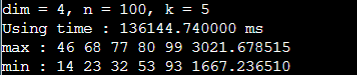 dim = 4, n = 100, k = 5
Using time : 136144.740000 ms
max : 46 68 77 80 99 3021.678515
min : 14 23 32 53 93 1667.236510